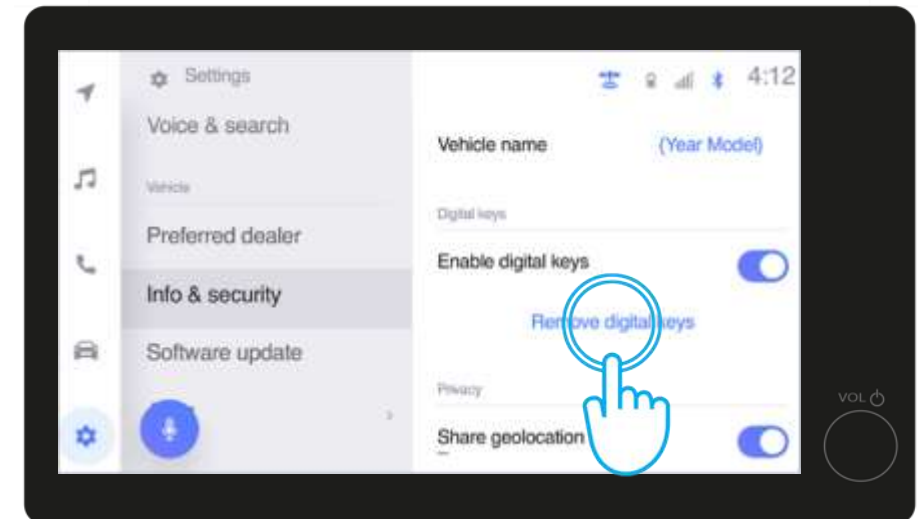 Settings
4:12
Voice & search
Vehicle name
(Year Model)
Vehicle
Digital keys
Preferred dealer
Enable digital keys
Info & security
Remove digital keys
Software update
Privacy
VOL
Share geolocation